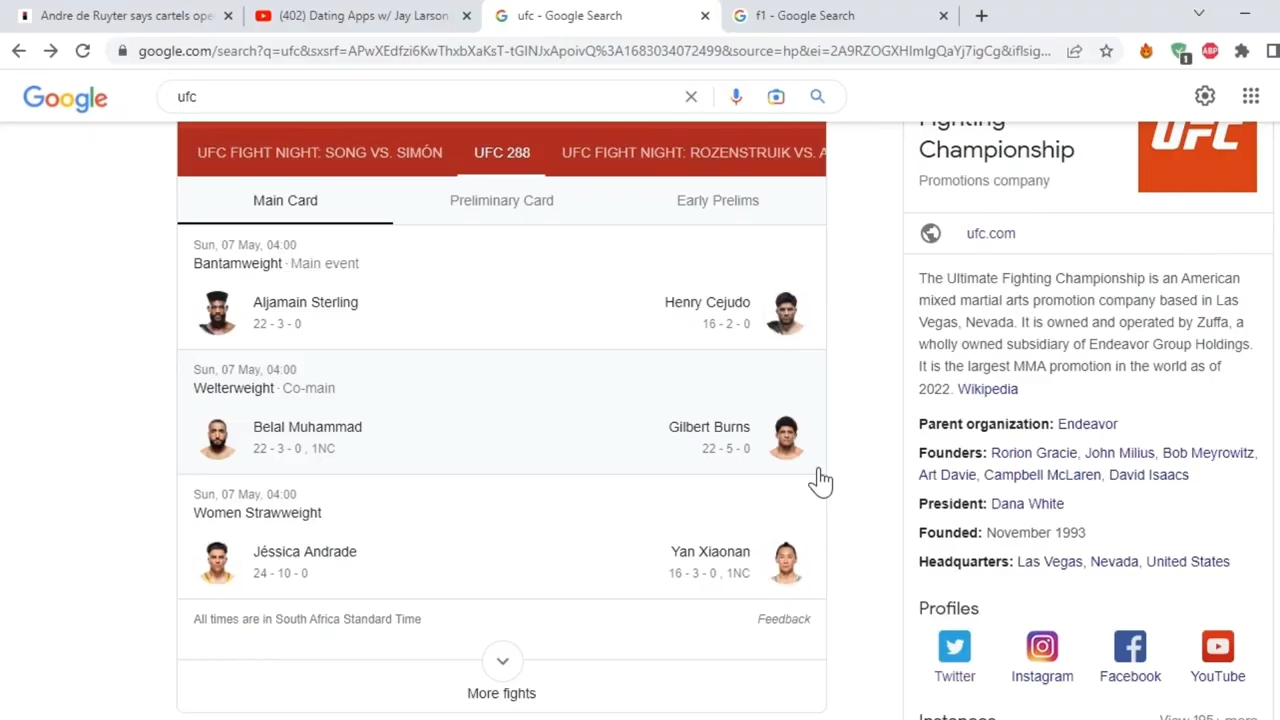 Andre de Ruyter says cartels ope
(402) Dating Apps w/ Jay Larson
ufc - Google Search
f1 - Google Search
google.com/search?q=ufc&sxsrf=APwXEdfzi6KwThxbXaKsT-tGINJxApoivQ%3A1683034072499&source=hp&ei=2A9RZOGXHImIgQaYj7igCg&iflsig...
1
ABP
Google
ufc
UFC FIGHT NIGHT: SONG VS. SIMÓN
UFC 288
UFC FIGHT NIGHT: ROZENSTRUIK VS. A
Main Card
Preliminary Card
Early Prelims
Sun, 07 May, 04:00
Bantamweight · Main event
Aljamain Sterling
22 - 3 - 0
Henry Cejudo
16 - 2 - 0
Sun, 07 May, 04:00
Welterweight · Co-main
Belal Muhammad
22 - 3 - 0 , 1NC
Gilbert Burns
22 - 5 - 0
Sun, 07 May, 04:00
Women Strawweight
Jéssica Andrade
24 - 10 - 0
Yan Xiaonan
16 - 3 - 0 , 1NC
All times are in South Africa Standard Time
Feedback
More fights
Fighting
Championship
Promotions company
UFC
ufc.com
The Ultimate Fighting Championship is an American
mixed martial arts promotion company based in Las
Vegas, Nevada. It is owned and operated by Zuffa, a
wholly owned subsidiary of Endeavor Group Holdings.
It is the largest MMA promotion in the world as of
2022. Wikipedia
Parent organization: Endeavor
Founders: Rorion Gracie, John Milius, Bob Meyrowitz,
Art Davie, Campbell McLaren, David Isaacs
President: Dana White
Founded: November 1993
Headquarters: Las Vegas, Nevada, United States
Profiles
Twitter
Instagram
Facebook
YouTube
Instances
View 195+ more